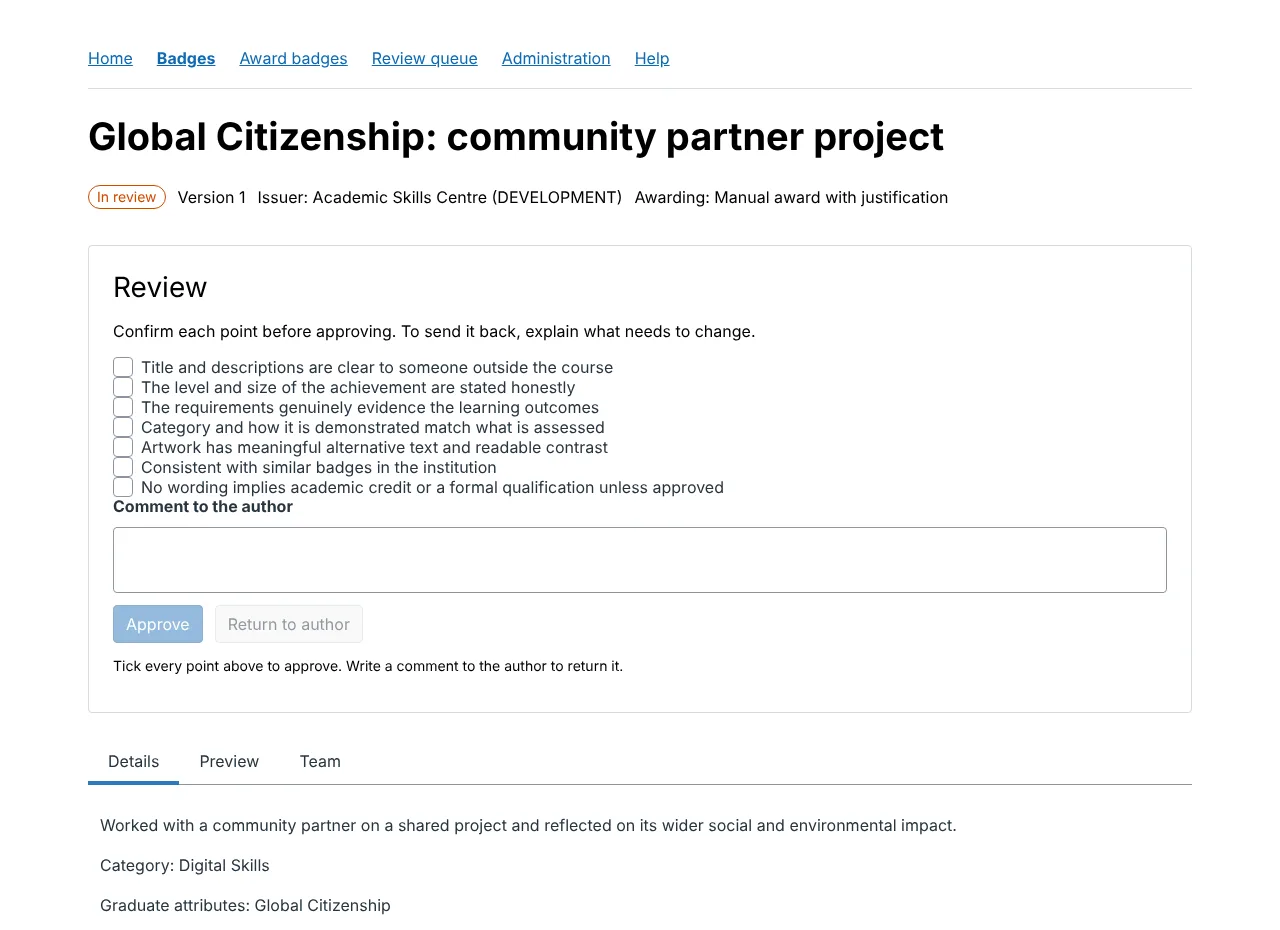 Home Badges Award badges Review queue Administration Help
Global Citizenship: community partner project
In review Version 1 Issuer: Academic Skills Centre (DEVELOPMENT) Awarding: Manual award with justification
Review
Confirm each point before approving. To send it back, explain what needs to change.
Title and descriptions are clear to someone outside the course
The level and size of the achievement are stated honestly
The requirements genuinely evidence the learning outcomes
Category and how it is demonstrated match what is assessed
Artwork has meaningful alternative text and readable contrast
Consistent with similar badges in the institution
No wording implies academic credit or a formal qualification unless approved
Comment to the author
Approve Return to author
Tick every point above to approve. Write a comment to the author to return it.
Details Preview Team
Worked with a community partner on a shared project and reflected on its wider social and environmental impact.
Category: Digital Skills
Graduate attributes: Global Citizenship